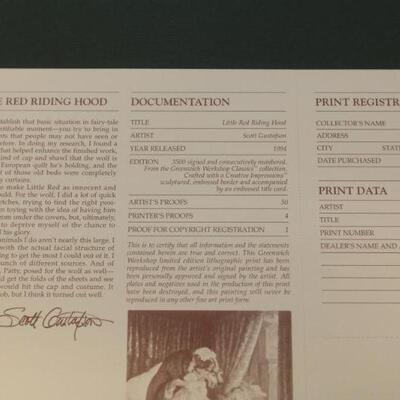 E RED RIDING HOOD
stablish that basic situation in fairy-tale
ntifiable moment—you try to bring in
nts that people may not have seen or
efore. In doing my research, I found a
that helped enhance the finished work,
ind of cap and shawl that the wolf is
European quilt he's holding, and the
of those old beds were completely
y curtains.
o make Little Red as innocent and
uld. For the wolf, I did a lot of quick
tches, trying to find the right posi-
en toying with the idea of having him
mm under the covers, but, ultimately,
to deprive myself of the chance to
his glory.
nimals I do aren't nearly this large. I
with the actual facial structure of
ng to get the most I could out of it. I
unch of different sources. And of
, Patty, posed for the wolf as well—
d get the folds of the sheets and see
would hit the cap and costume. It
ob, but I think it turned out well.
Scott Gustafson
DOCUMENTATION
TITLE Little Red Riding Hood
ARTIST Scott Gustafson
YEAR RELEASED 1994
EDITION 3500 signed and consecutively numbered.
From the Greenwich Workshop Classics™ collection.
Crafted with a Creative Impressions™
sculptured, embossed border and accompanied
by an embossed title card.
ARTIST'S PROOFS 50
PRINTER'S PROOFS 4
PROOF FOR COPYRIGHT REGISTRATION 1
This is to certify that all information and the statements
contained herein are true and correct. This Greenwich
Workshop limited edition lithographic print has been
reproduced from the artist's original painting and has
been personally approved and signed by the artist. All
plates and negatives used in the production of this print
have been destroyed, and this painting will never be
reproduced in any other fine art print form.
PRINT REGISTR
COLLECTOR'S NAME
ADDRESS
CITY STAT
DATE PURCHASED
PRINT DATA
ARTIST
TITLE
PRINT NUMBER
DEALER'S NAME AND A